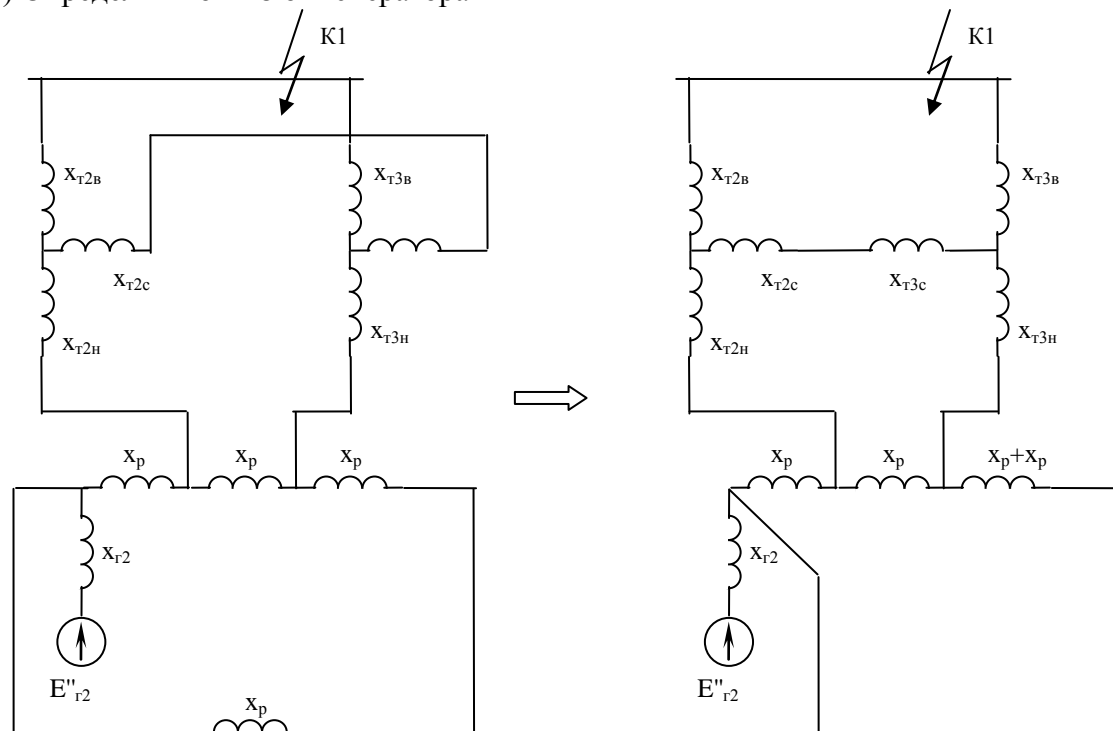 К1
К1
xт2в
xт3в
xт2в
xт3в
xт2с
xт2с
xт3с
xт2н
xт3н
xт2н
xт3н
xр
xр
xр
xр
xр
xр+xр
xг2
xг2
E"г2
E"г2
xр